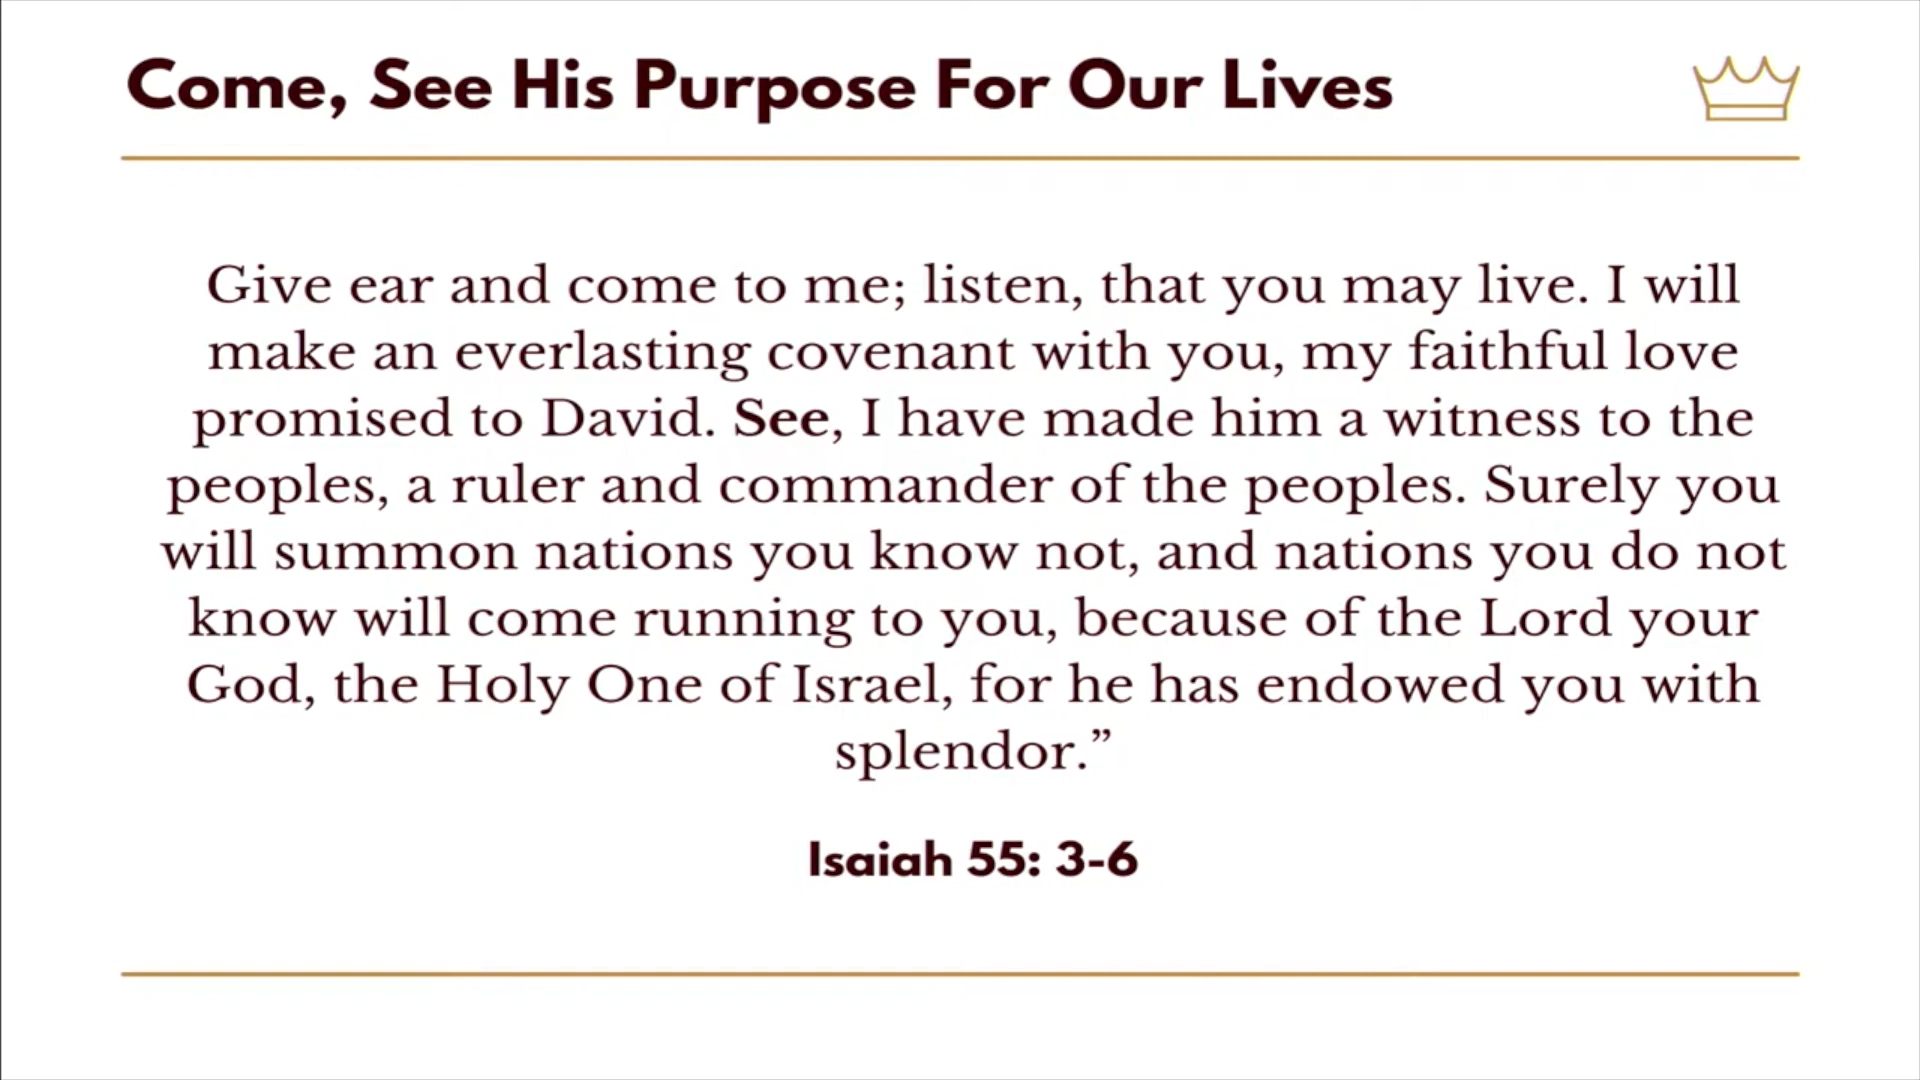 Come, See His Purpose For Our Lives
Give ear and come to me; listen, that you may live. I will
make an everlasting covenant with you, my faithful love
promised to David. See, I have made him a witness to the
peoples, a ruler and commander of the peoples. Surely you
will summon nations you know not, and nations you do not
know will come running to you, because of the Lord your
God, the Holy One of Israel, for he has endowed you with
splendor.”
Isaiah 55: 3-6